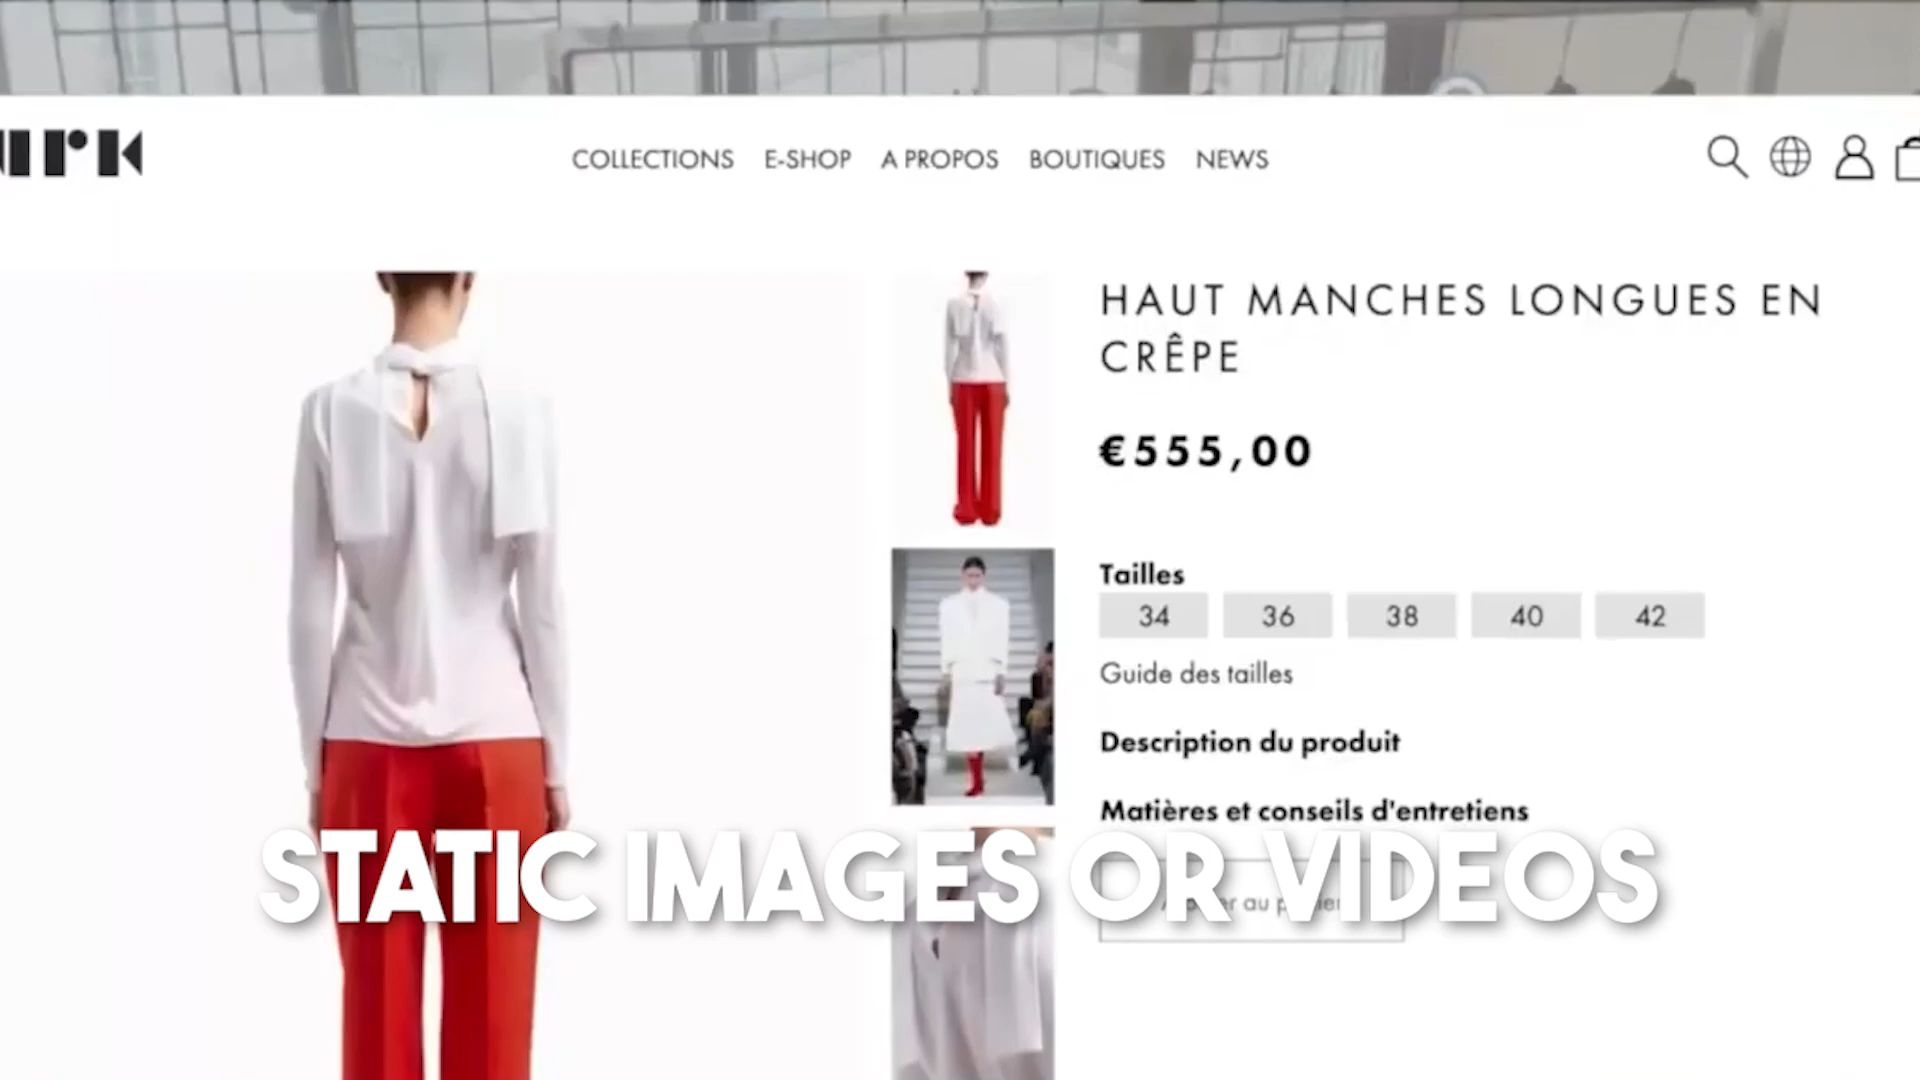 COLLECTIONS E-SHOP A PROPOS BOUTIQUES NEWS
HAUT MANCHES LONGUES EN
CRÊPE
€555,00
Tailles
34 36 38 40 42
Guide des tailles
Description du produit
Matières et conseils d'entretiens
STATIC IMAGES OR VIDEOS